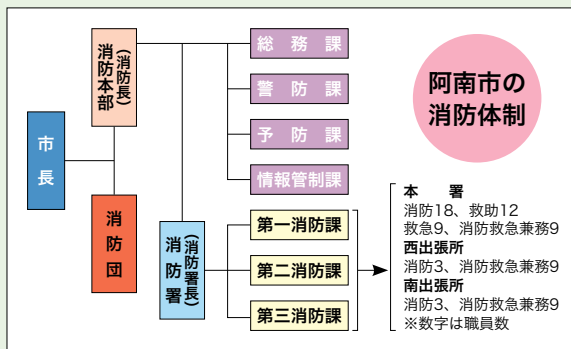 阿南市の
消防体制
市長
消防本部
(消防長)
消防団
消防署
(消防署長)
総務課
警防課
予防課
情報管制課
第一消防課
第二消防課
第三消防課
本　署
消防18、救助12
救急9、消防救急兼務9
西出張所
消防3、消防救急兼務9
南出張所
消防3、消防救急兼務9
※数字は職員数